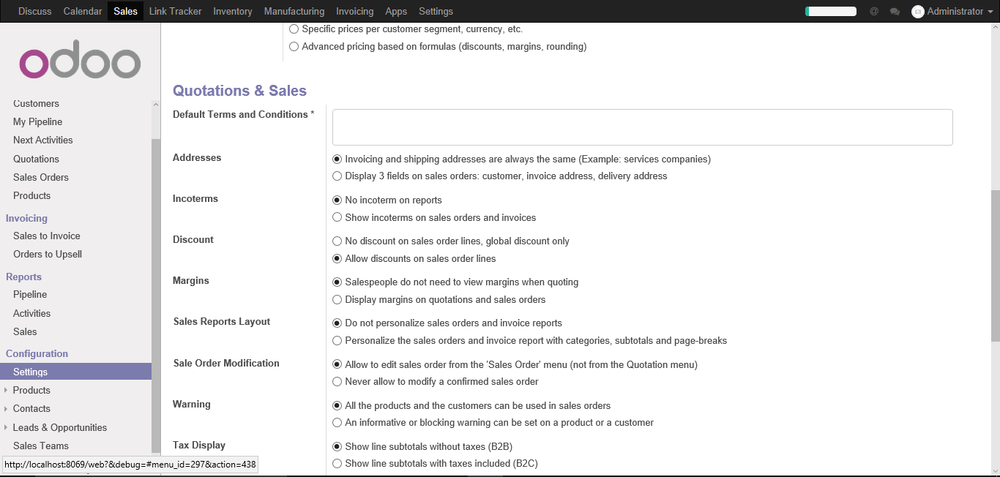 Discuss Calendar Sales Link Tracker Inventory Manufacturing Invoicing Apps Settings @ Administrator
odoo
Customers
My Pipeline
Next Activities
Quotations
Sales Orders
Products
Invoicing
Sales to Invoice
Orders to Upsell
Reports
Pipeline
Activities
Sales
Configuration
Settings
Products
Contacts
Leads & Opportunities
Sales Teams
http://localhost:8069/web?&debug=#menu_id=297&action=438
Specific prices per customer segment, currency, etc.
Advanced pricing based on formulas (discounts, margins, rounding)
Quotations & Sales
Default Terms and Conditions *
Addresses
Invoicing and shipping addresses are always the same (Example: services companies)
Display 3 fields on sales orders: customer, invoice address, delivery address
Incoterms
No incoterm on reports
Show incoterms on sales orders and invoices
Discount
No discount on sales order lines, global discount only
Allow discounts on sales order lines
Margins
Salespeople do not need to view margins when quoting
Display margins on quotations and sales orders
Sales Reports Layout
Do not personalize sales orders and invoice reports
Personalize the sales orders and invoice report with categories, subtotals and page-breaks
Sale Order Modification
Allow to edit sales order from the 'Sales Order' menu (not from the Quotation menu)
Never allow to modify a confirmed sales order
Warning
All the products and the customers can be used in sales orders
An informative or blocking warning can be set on a product or a customer
Tax Display
Show line subtotals without taxes (B2B)
Show line subtotals with taxes included (B2C)